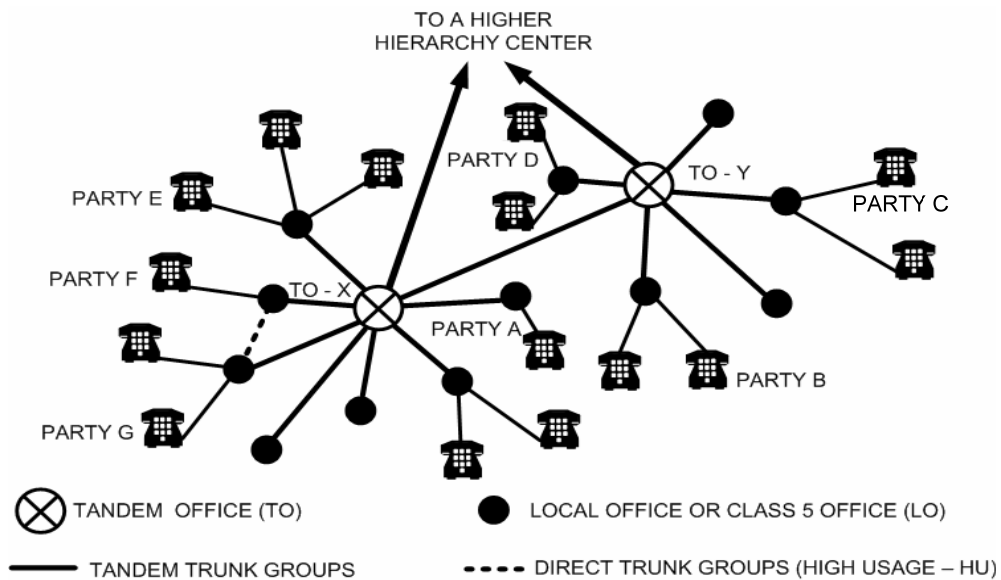 TO A HIGHER
HIERARCHY CENTER
PARTY D
TO - Y
PARTY E
PARTY C
PARTY F
TO - X
PARTY A
PARTY B
PARTY G
TANDEM OFFICE (TO)
LOCAL OFFICE OR CLASS 5 OFFICE (LO)
TANDEM TRUNK GROUPS
DIRECT TRUNK GROUPS (HIGH USAGE – HU)